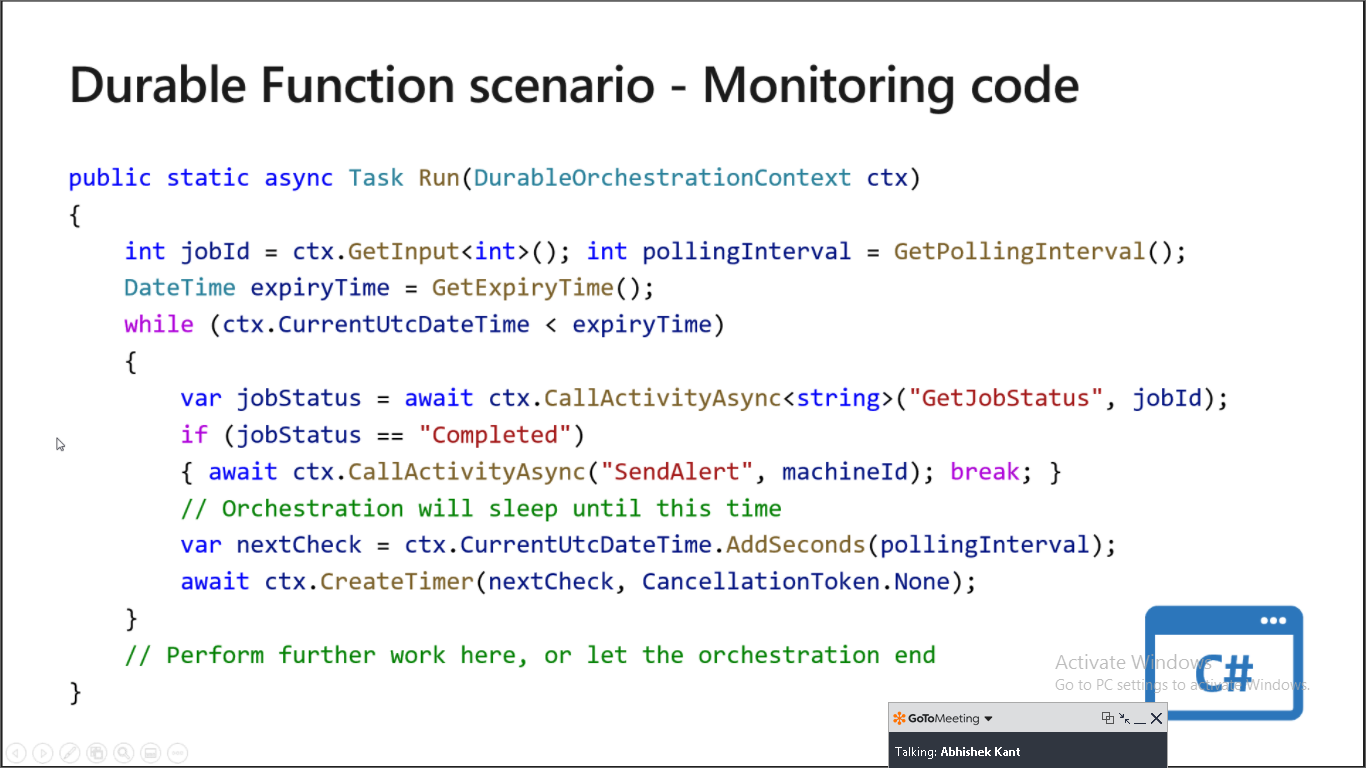 Durable Function scenario - Monitoring code
public static async Task Run(DurableOrchestrationContext ctx)
{
int jobId = ctx.GetInput<int>(); int pollingInterval = GetPollingInterval();
DateTime expiryTime = GetExpiryTime();
while (ctx.CurrentUtcDateTime < expiryTime)
{
var jobStatus = await ctx.CallActivityAsync<string>("GetJobStatus", jobId);
if (jobStatus == "Completed")
{ await ctx.CallActivityAsync("SendAlert", machineId); break; }
// Orchestration will sleep until this time
var nextCheck = ctx.CurrentUtcDateTime.AddSeconds(pollingInterval);
await ctx.CreateTimer(nextCheck, CancellationToken.None);
}
// Perform further work here, or let the orchestration end
}
C#
Activate Windows
Go to PC settings to activate Windows.
GoToMeeting
Talking: Abhishek Kant